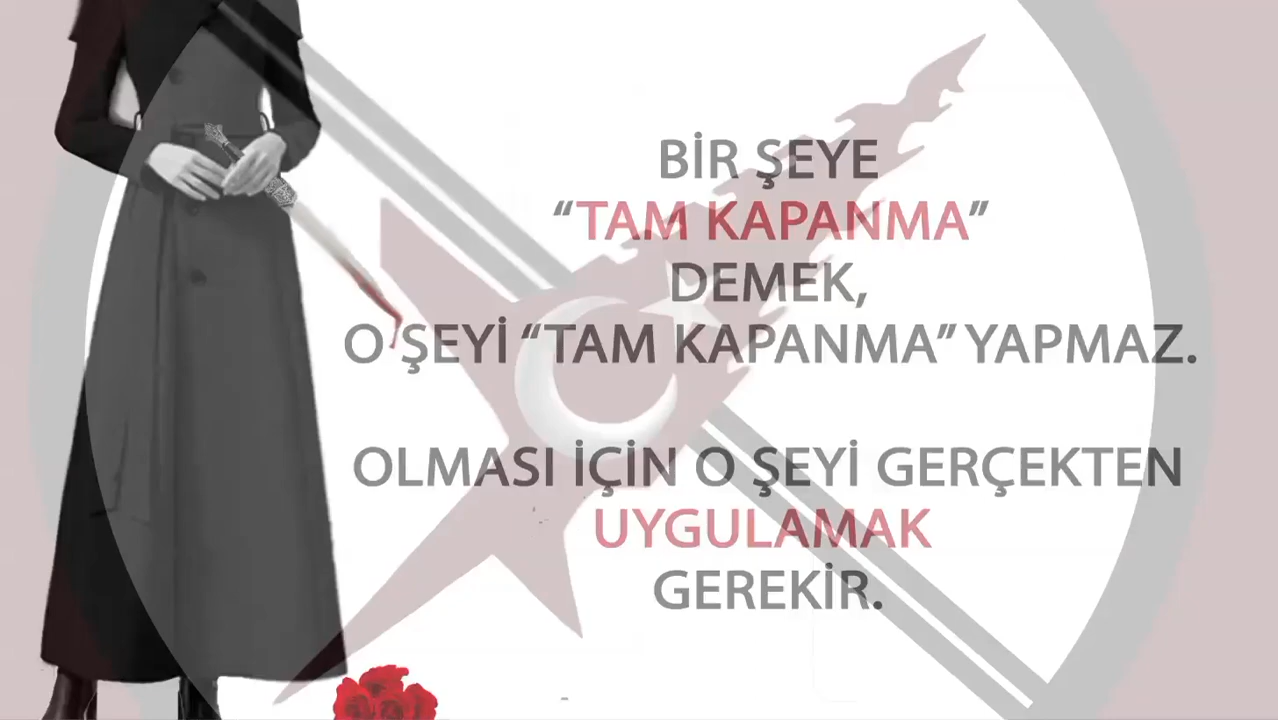 BİR ŞEYE
“TAM KAPANMA”
DEMEK,
O ŞEYİ “TAM KAPANMA” YAPMAZ.
OLMASI İÇİN O ŞEYİ GERÇEKTEN
UYGULAMAK
GEREKİR.